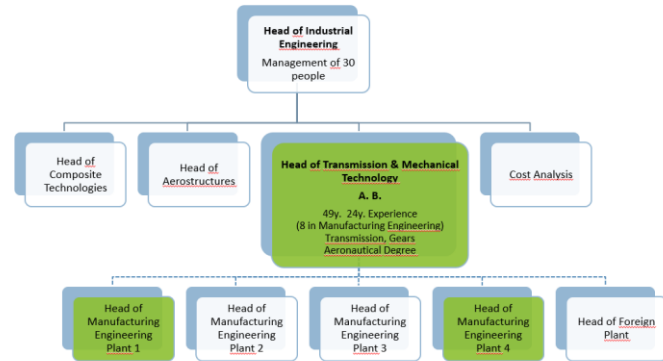 Head of Industrial
Engineering
Management of 30
people
Head of
Composite
Technologies
Head of
Aerostructures
Head of Transmission & Mechanical
Technology
A. B.
49y. 24y. Experience
(8 in Manufacturing Engineering)
Transmission, Gears
Aeronautical Degree
Cost Analysis
Head of
Manufacturing
Engineering
Plant 1
Head of
Manufacturing
Engineering
Plant 2
Head of
Manufacturing
Engineering
Plant 3
Head of
Manufacturing
Engineering
Plant 4
Head of Foreign
Plant